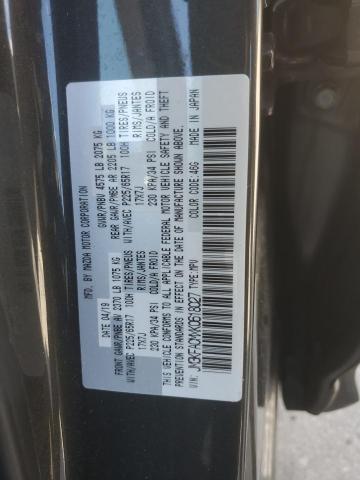 MFD. BY MAZDA MOTOR CORPORATION
DATE: 04/19
GVWR/PNBV 4575 LB 2075 KG
FRONT GAWR/PNBE AV 2370 LB 1075 KG
REAR GAWR/PNBE AR 2205 LB 1000 KG
WITH/AVEC P225/65R17 100H TIRES/PNEUS
WITH/AVEC P225/65R17 100H TIRES/PNEUS
17X7J RIMS/JANTES
17X7J RIMS/JANTES
230 KPA/34 PSI COLD/A FROID
230 KPA/34 PSI COLD/A FROID
THIS VEHICLE CONFORMS TO ALL APPLICABLE FEDERAL MOTOR VEHICLE SAFETY, BUMPER AND THEFT
PREVENTION STANDARDS IN EFFECT ON THE DATE OF MANUFACTURE SHOWN ABOVE.
VIN: JM3KFACMXK0618027 TYPE:MPV COLOR CODE:46G MADE IN JAPAN